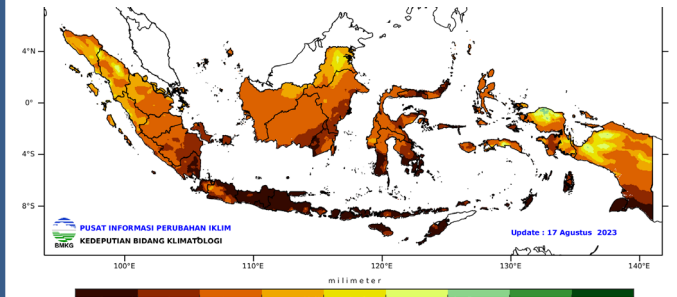 4°N
0°
4°S
8°S
PUSAT INFORMASI PERUBAHAN IKLIM
KEDEPUTIAN BIDANG KLIMATOLOGI
BMKG
Update : 17 Agustus 2023
100°E
110°E
120°E
130°E
140°E
milimeter